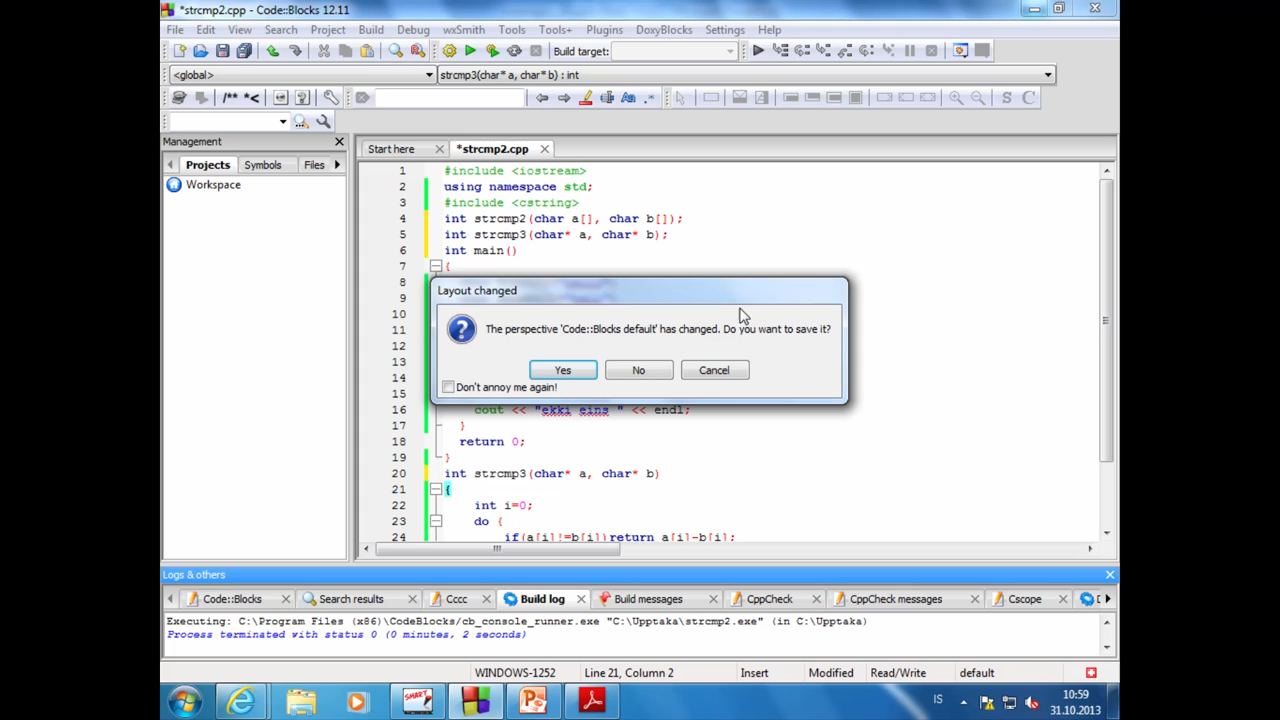 *strcmp2.cpp - Code::Blocks 12.11
File Edit View Search Project Build Debug wxSmith Tools Tools+ Plugins DoxyBlocks Settings Help
Build target:
<global> strcmp3(char* a, char* b) : int
/** *<
S C
Management
Projects Symbols Files
Workspace
Start here *strcmp2.cpp
1 #include <iostream>
2 using namespace std;
3 #include <cstring>
4 int strcmp2(char a[], char b[]);
5 int strcmp3(char* a, char* b);
6 int main()
7 {
8
9
10
11
12
13
14
15
Layout changed
The perspective 'Code::Blocks default' has changed. Do you want to save it?
Yes No Cancel
Don't annoy me again!
16 cout << "ekki eins " << endl;
17 }
18 return 0;
19 }
20 int strcmp3(char* a, char* b)
21 {
22 int i=0;
23 do {
24 if(a[i]!=b[i])return a[i]-b[i];
Logs & others
Code::Blocks Search results Cccc Build log Build messages CppCheck CppCheck messages Cscope D
Executing: C:\Program Files (x86)\CodeBlocks/cb_console_runner.exe "C:\Upptaka\strcmp2.exe" (in C:\Upptaka)
Process terminated with status 0 (0 minutes, 2 seconds)
WINDOWS-1252 Line 21, Column 2 Insert Modified Read/Write default
SMART
IS
10:59
31.10.2013